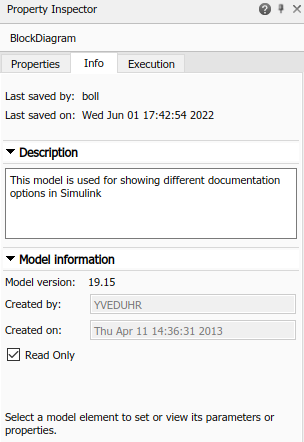 Property Inspector
BlockDiagram
Properties Info Execution
Last saved by: boll
Last saved on: Wed Jun 01 17:42:54 2022
Description
This model is used for showing different documentation
options in Simulink
Model information
Model version: 19.15
Created by: YVEDUHR
Created on: Thu Apr 11 14:36:31 2013
Read Only
Select a model element to set or view its parameters or
properties.